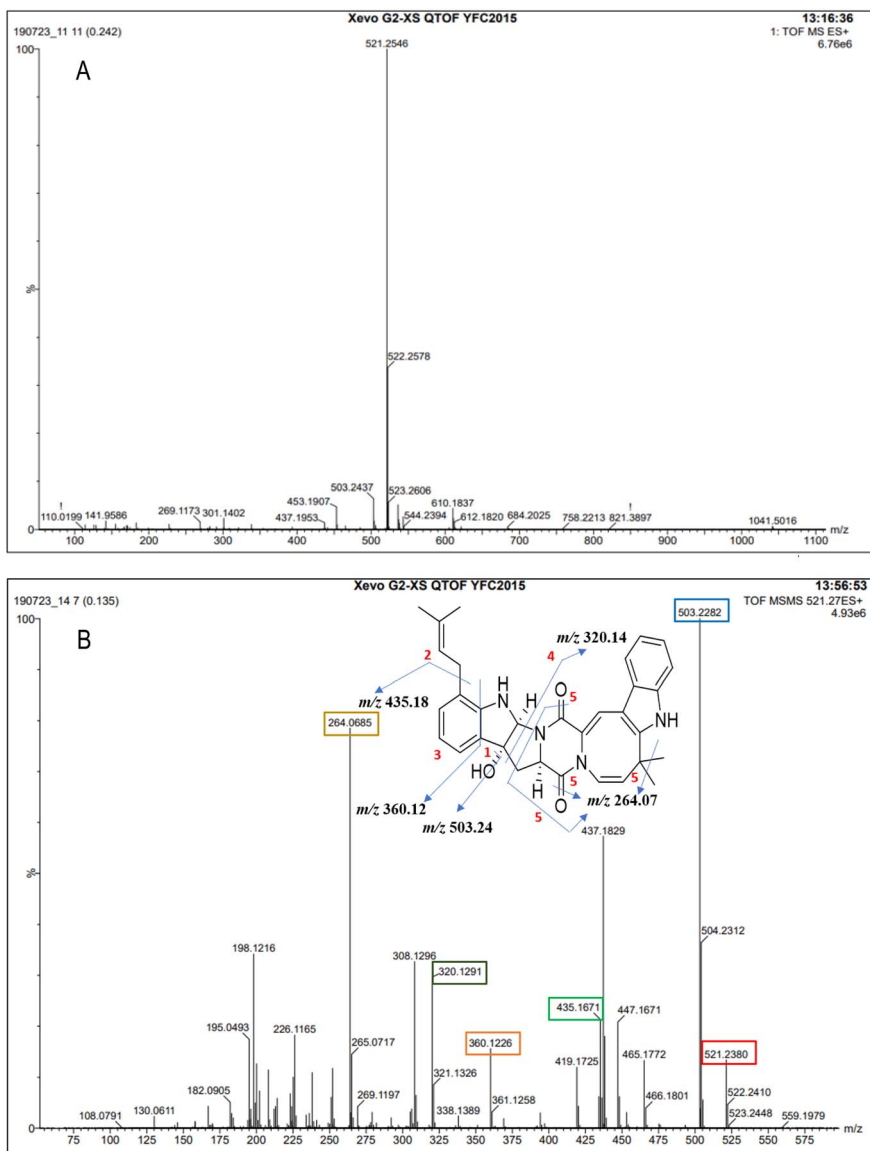 Xevo G2-XS QTOF YFC2015
13:16:36
190723_11 11 (0.242)
1: TOF MS ES+
6.76e6
A
100
%
0
521.2546
522.2578
523.2606
503.2437
453.1907
437.1953
110.0199
141.9586
269.1173
301.1402
544.2394
610.1837
612.1820
684.2025
758.2213
821.3897
1041.5016
!
!
m/z
100 200 300 400 500 600 700 800 900 1000 1100
Xevo G2-XS QTOF YFC2015
13:56:53
190723_14 7 (0.135)
TOF MSMS 521.27ES+
4.93e6
B
100
%
0
503.2282
m/z 320.14
2
4
m/z 435.18
H
N
H
O
5
264.0685
N
NH
3
1
HO
N
H
O
5
5
5
m/z 264.07
m/z 360.12
m/z 503.24
437.1829
504.2312
198.1216
308.1296
320.1291
435.1671
447.1671
195.0493
226.1165
265.0717
360.1226
419.1725
465.1772
521.2380
182.0905
321.1326
466.1801
522.2410
108.0791
130.0611
269.1197
338.1389
361.1258
523.2448
559.1979
m/z
75 100 125 150 175 200 225 250 275 300 325 350 375 400 425 450 475 500 525 550 575